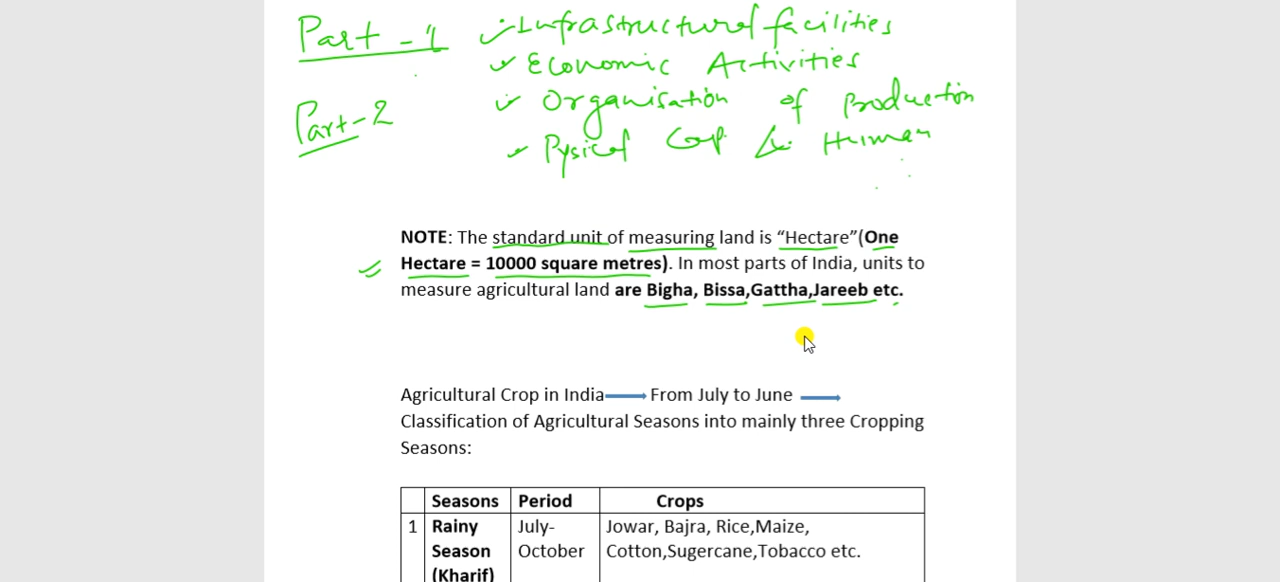 Part - 1 Infrastructural facilities
Economic Activities
Part-2 Organisation of Production
Pysical Cap & Human
NOTE: The standard unit of measuring land is “Hectare”(One
Hectare = 10000 square metres). In most parts of India, units to
measure agricultural land are Bigha, Bissa,Gattha,Jareeb etc.
Agricultural Crop in India From July to June
Classification of Agricultural Seasons into mainly three Cropping
Seasons:
Seasons Period Crops
1 Rainy July- Jowar, Bajra, Rice,Maize,
Season October Cotton,Sugercane,Tobacco etc.
(Kharif)